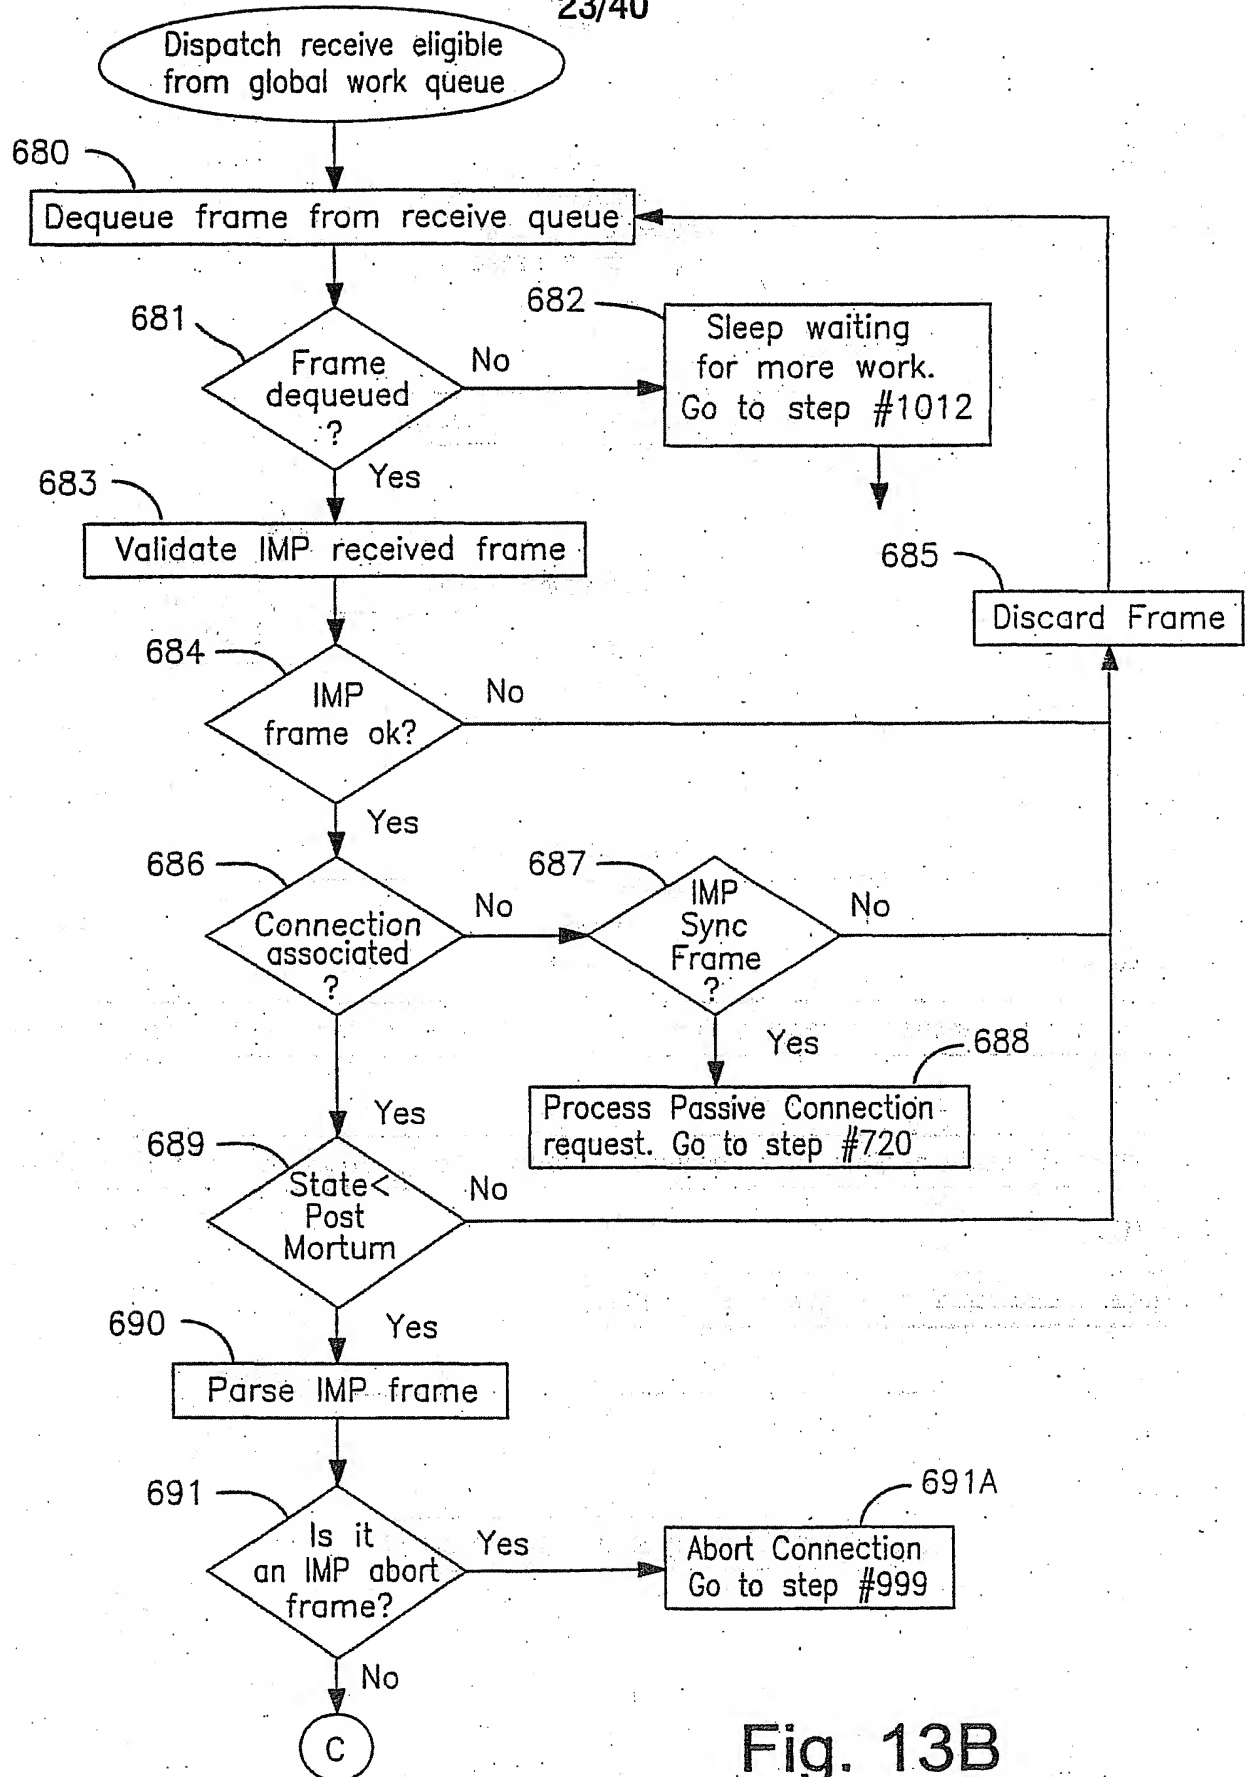 23/40
Dispatch receive eligible
from global work queue
680
Dequeue frame from receive queue
681
Frame
dequeued
?
No
682
Sleep waiting
for more work.
Go to step #1012
Yes
683
Validate IMP received frame
685
Discard Frame
684
IMP
frame ok?
No
Yes
686
Connection
associated
?
No
687
IMP
Sync
Frame
?
No
Yes
688
Process Passive Connection
request. Go to step #720
Yes
689
State<
Post
Mortum
No
Yes
690
Parse IMP frame
691
Is it
an IMP abort
frame?
Yes
691A
Abort Connection
Go to step #999
No
C
Fig. 13B